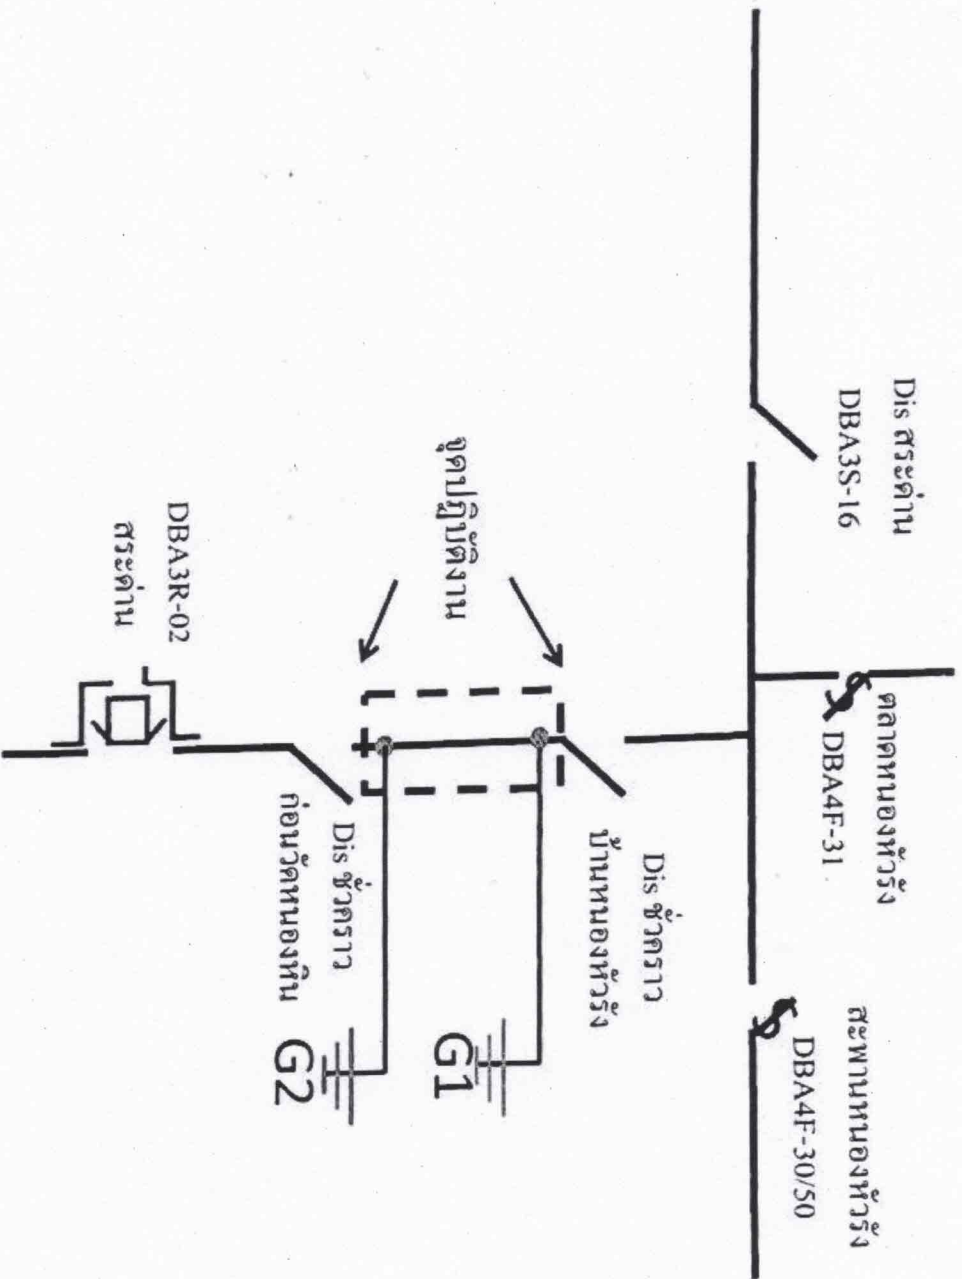 Dis สระด่าน
DBA3S-16
ตลาดหนองหัวรัง
DBA4F-31
สะพานหนองหัวรัง
DBA4F-30/50
จุดปฏิบัติงาน
Dis ชั่วคราว
บ้านหนองหัวรัง
G1
DBA3R-02
สระด่าน
Dis ชั่วคราว
ก่อนวัดหนองหิน
G2